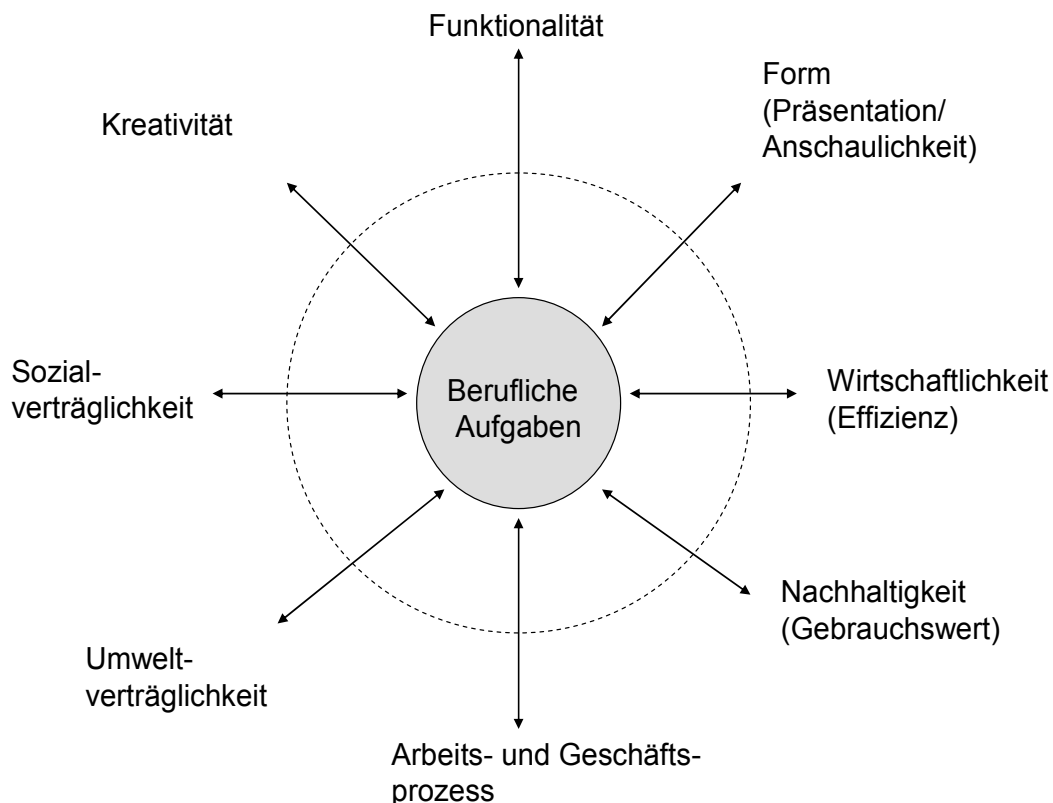 Funktionalität
Form
(Präsentation/
Anschaulichkeit)
Kreativität
Sozial-
verträglichkeit
Berufliche
Aufgaben
Wirtschaftlichkeit
(Effizienz)
Nachhaltigkeit
(Gebrauchswert)
Umwelt-
verträglichkeit
Arbeits- und Geschäfts-
prozess